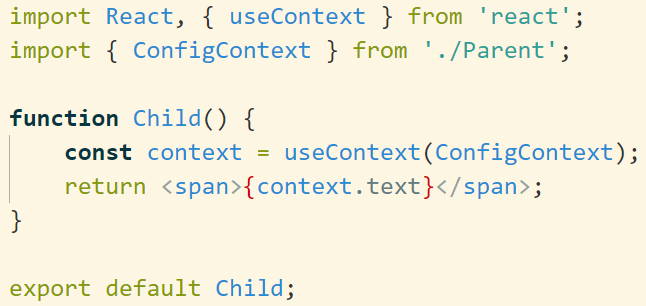 import React, { useContext } from 'react';
import { ConfigContext } from './Parent';
function Child() {
const context = useContext(ConfigContext);
return <span>{context.text}</span>;
}
export default Child;